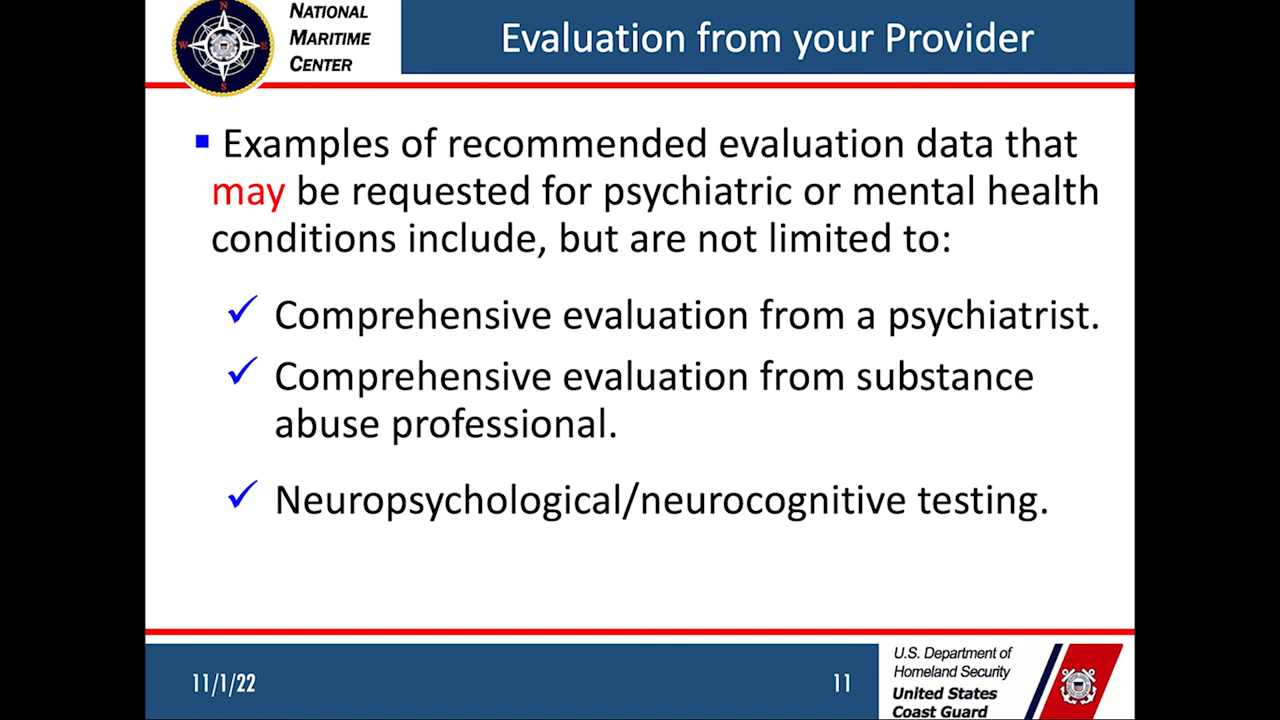 NATIONAL
MARITIME
CENTER
Evaluation from your Provider
Examples of recommended evaluation data that
may be requested for psychiatric or mental health
conditions include, but are not limited to:
Comprehensive evaluation from a psychiatrist.
Comprehensive evaluation from substance
abuse professional.
Neuropsychological/neurocognitive testing.
11/1/22
11
U.S. Department of
Homeland Security
United States
Coast Guard